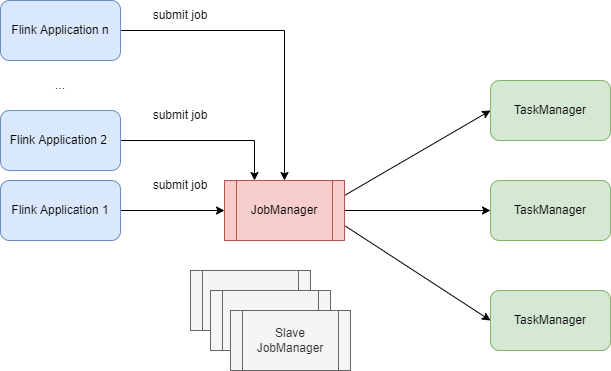 Flink Application n
submit job
...
Flink Application 2
submit job
Flink Application 1
submit job
JobManager
TaskManager
TaskManager
TaskManager
Slave
JobManager